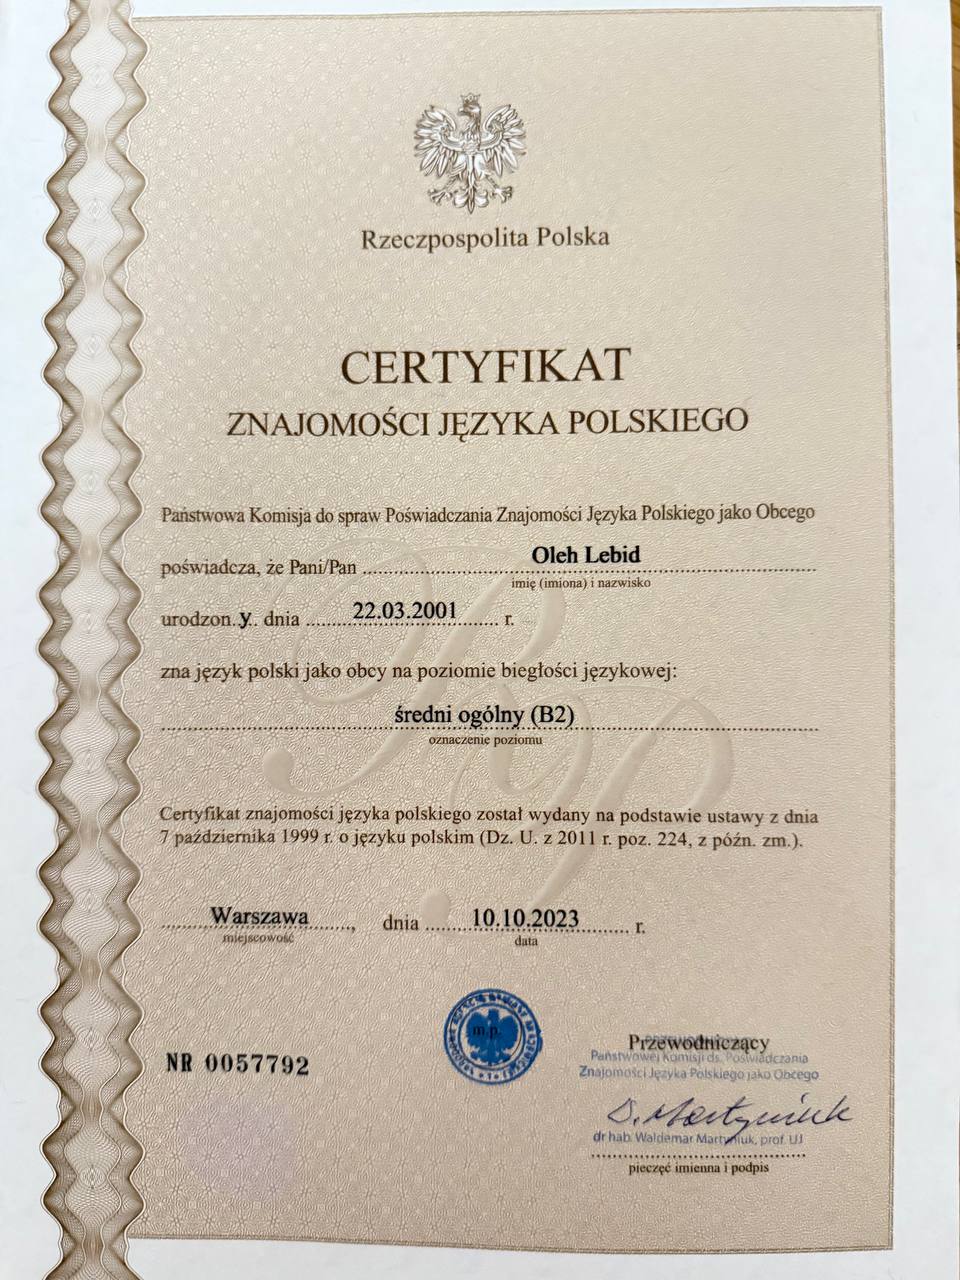 Rzeczpospolita Polska
CERTYFIKAT
ZNAJOMOŚCI JĘZYKA POLSKIEGO
Państwowa Komisja do spraw Poświadczania Znajomości Języka Polskiego jako Obcego
poświadcza, że Pani/Pan Oleh Lebid
imię (imiona) i nazwisko
urodzon..y.. dnia 22.03.2001 r.
zna język polski jako obcy na poziomie biegłości językowej:
średni ogólny (B2)
oznaczenie poziomu
Certyfikat znajomości języka polskiego został wydany na podstawie ustawy z dnia
7 października 1999 r. o języku polskim (Dz. U. z 2011 r. poz. 224, z późn. zm.).
Warszawa, dnia 10.10.2023 r.
miejscowość data
m.p.
NR 0057792
Przewodniczący
Państwowej Komisji ds. Poświadczania
Znajomości Języka Polskiego jako Obcego
W. Martyniuk
dr hab. Waldemar Martyniuk, prof. UJ
pieczęć imienna i podpis